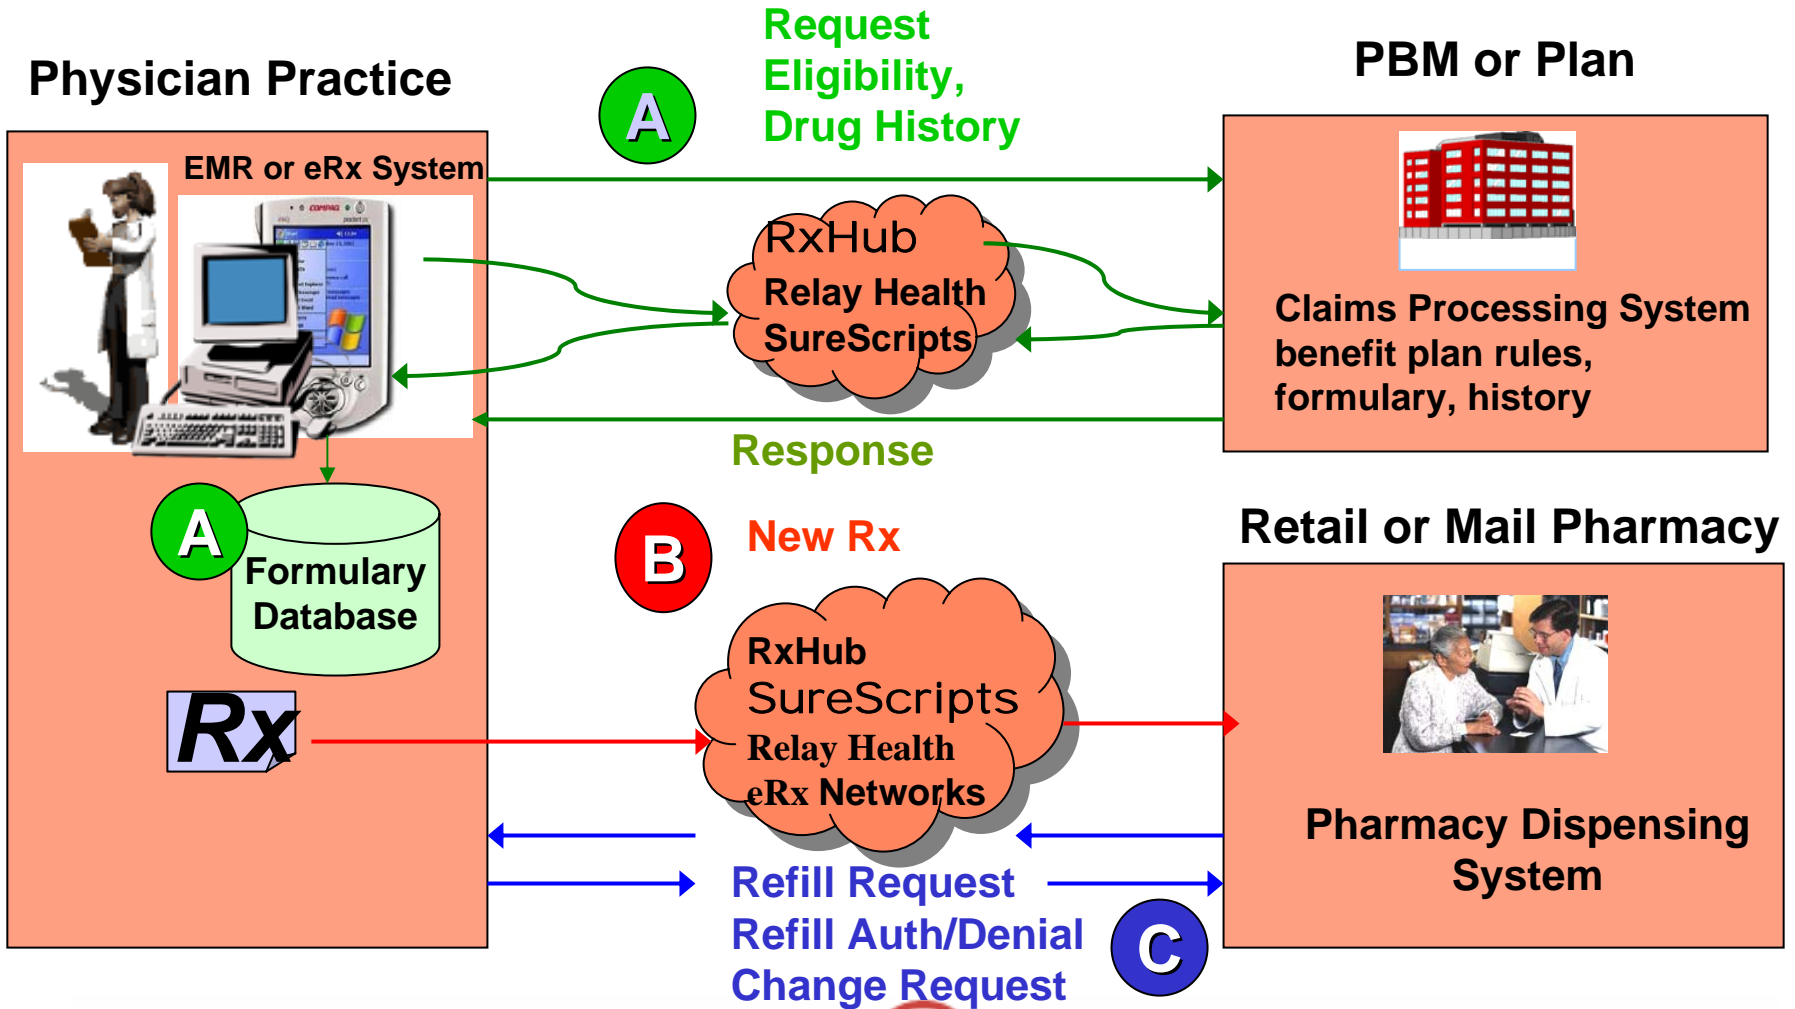 Request
Eligibility,
Drug History
Physician Practice
PBM or Plan
A
EMR or eRx System
COMPAQ
RxHub
Relay Health
SureScripts
Claims Processing System
benefit plan rules,
formulary, history
Response
A
Formulary
Database
B
New Rx
Retail or Mail Pharmacy
RxHub
SureScripts
Relay Health
eRx Networks
Rx
Pharmacy Dispensing
System
Refill Request
Refill Auth/Denial
Change Request
C